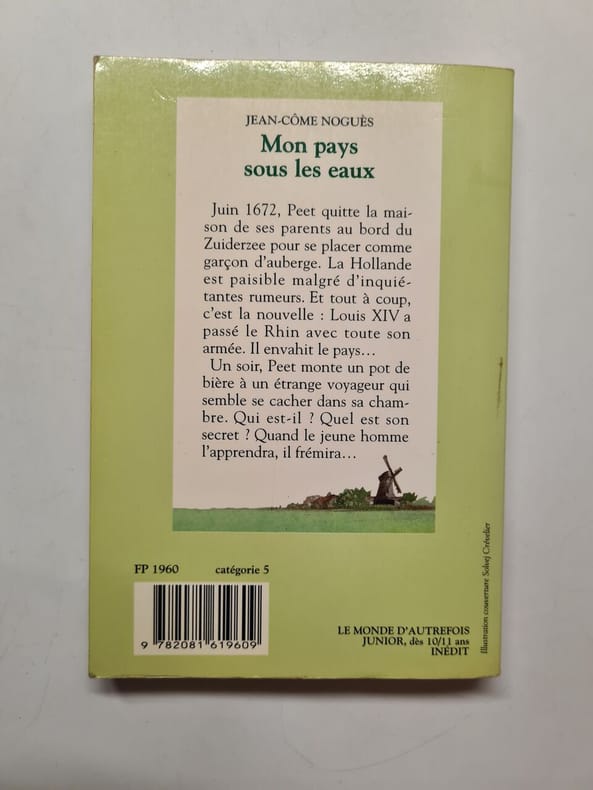 JEAN-CÔME NOGUÈS
Mon pays
sous les eaux
Juin 1672, Peet quitte la mai-
son de ses parents au bord du
Zuiderzee pour se placer comme
garçon d'auberge. La Hollande
est paisible malgré d'inquié-
tantes rumeurs. Et tout à coup,
c'est la nouvelle : Louis XIV a
passé le Rhin avec toute son
armée. Il envahit le pays…
Un soir, Peet monte un pot de
bière à un étrange voyageur qui
semble se cacher dans sa cham-
bre. Qui est-il ? Quel est son
secret ? Quand le jeune homme
l'apprendra, il frémira…
Illustration couverture Solvej Crévelier
FP 1960 catégorie 5
9 782081 619609
LE MONDE D'AUTREFOIS
JUNIOR, dès 10/11 ans
INÉDIT